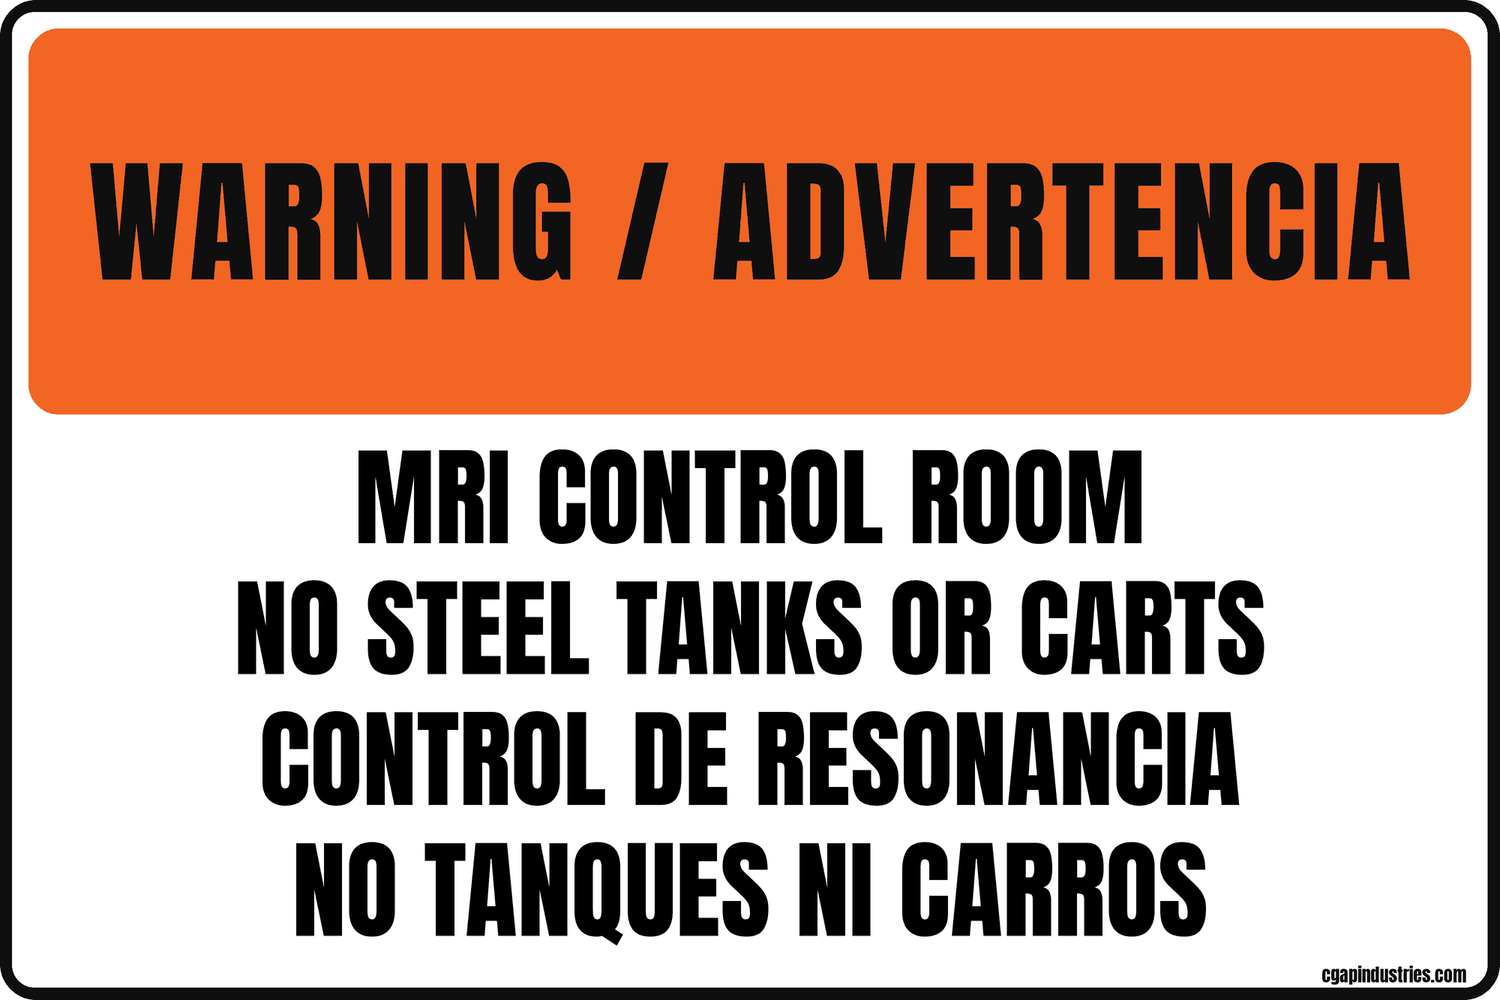 WARNING / ADVERTENCIA
MRI CONTROL ROOM
NO STEEL TANKS OR CARTS
CONTROL DE RESONANCIA
NO TANQUES NI CARROS
cgapindustries.com